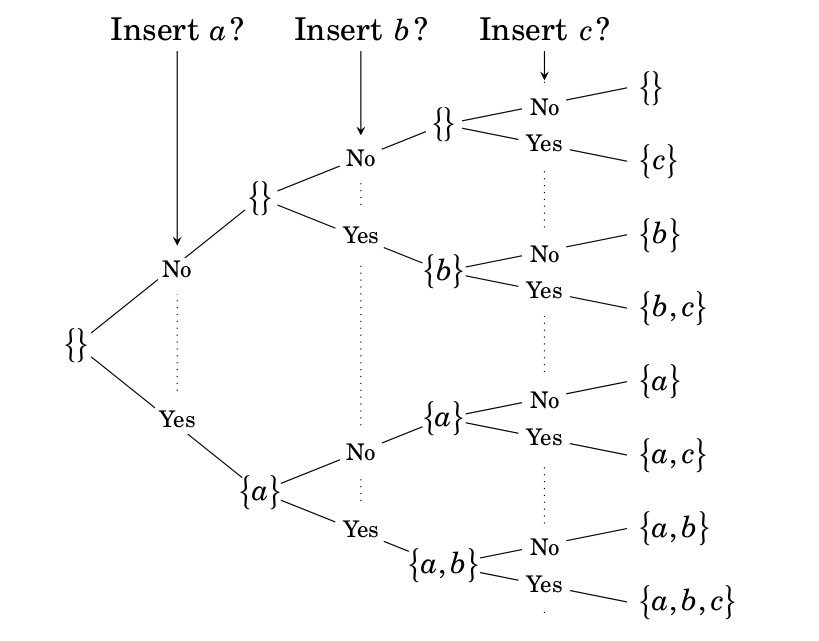 Insert a? Insert b? Insert c?
{}
No
{}
{c}
Yes
{}
No
{}
Yes
No
{b}
{b}
Yes
{b,c}
No
{}
Yes
No
{a}
{a}
Yes
{a,c}
No
{a}
Yes
No
{a,b}
{a,b}
Yes
{a,b,c}